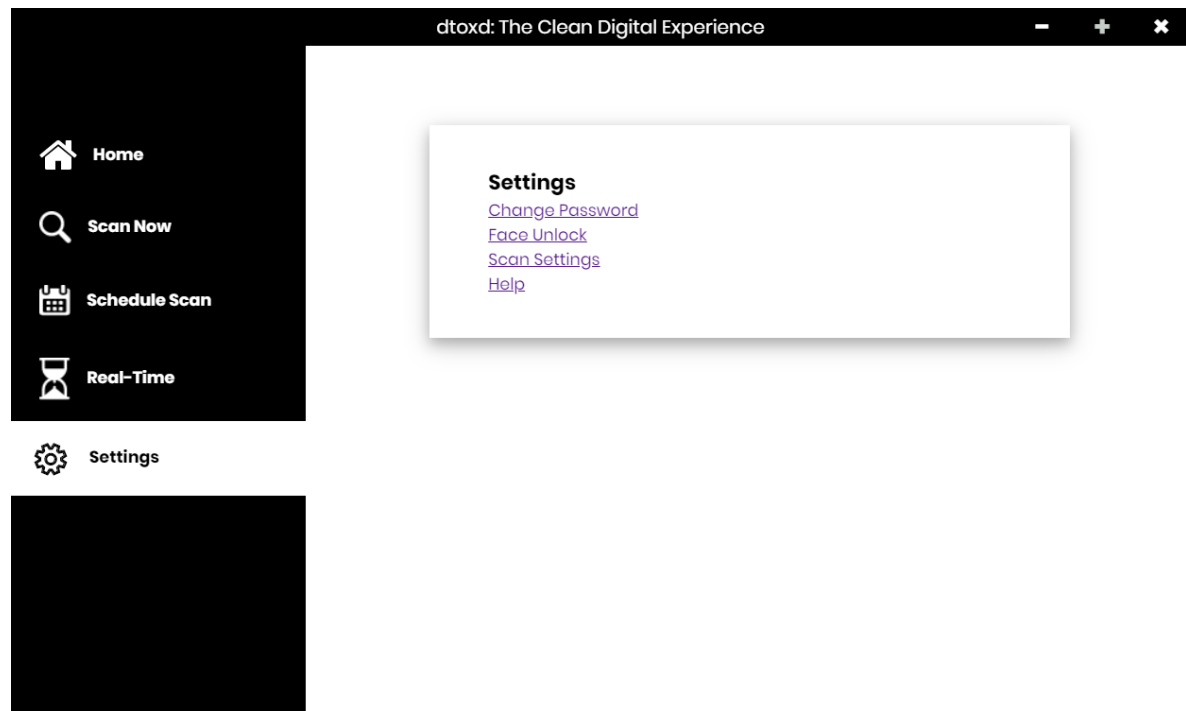 dtoxd: The Clean Digital Experience
Home
Scan Now
Schedule Scan
Real-Time
Settings
Settings
Change Password
Face Unlock
Scan Settings
Help